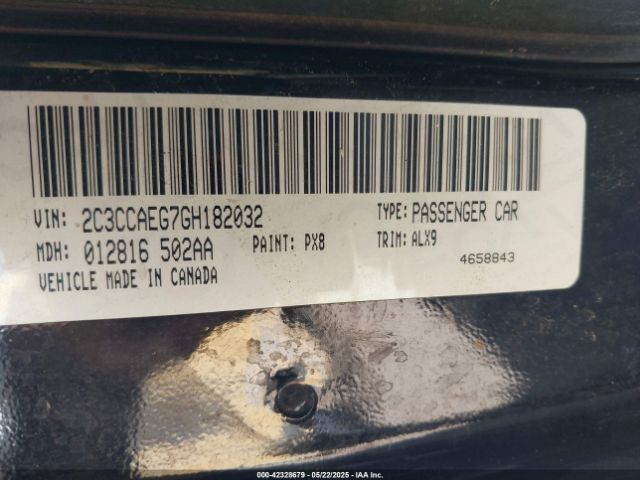 VIN: 2C3CCAEG7GH182032 TYPE: PASSENGER CAR
MDH: 012816 502AA PAINT: PX8 TRIM: ALX9
VEHICLE MADE IN CANADA 4658843
000-42328679 - 05/22/2025 - IAA Inc.